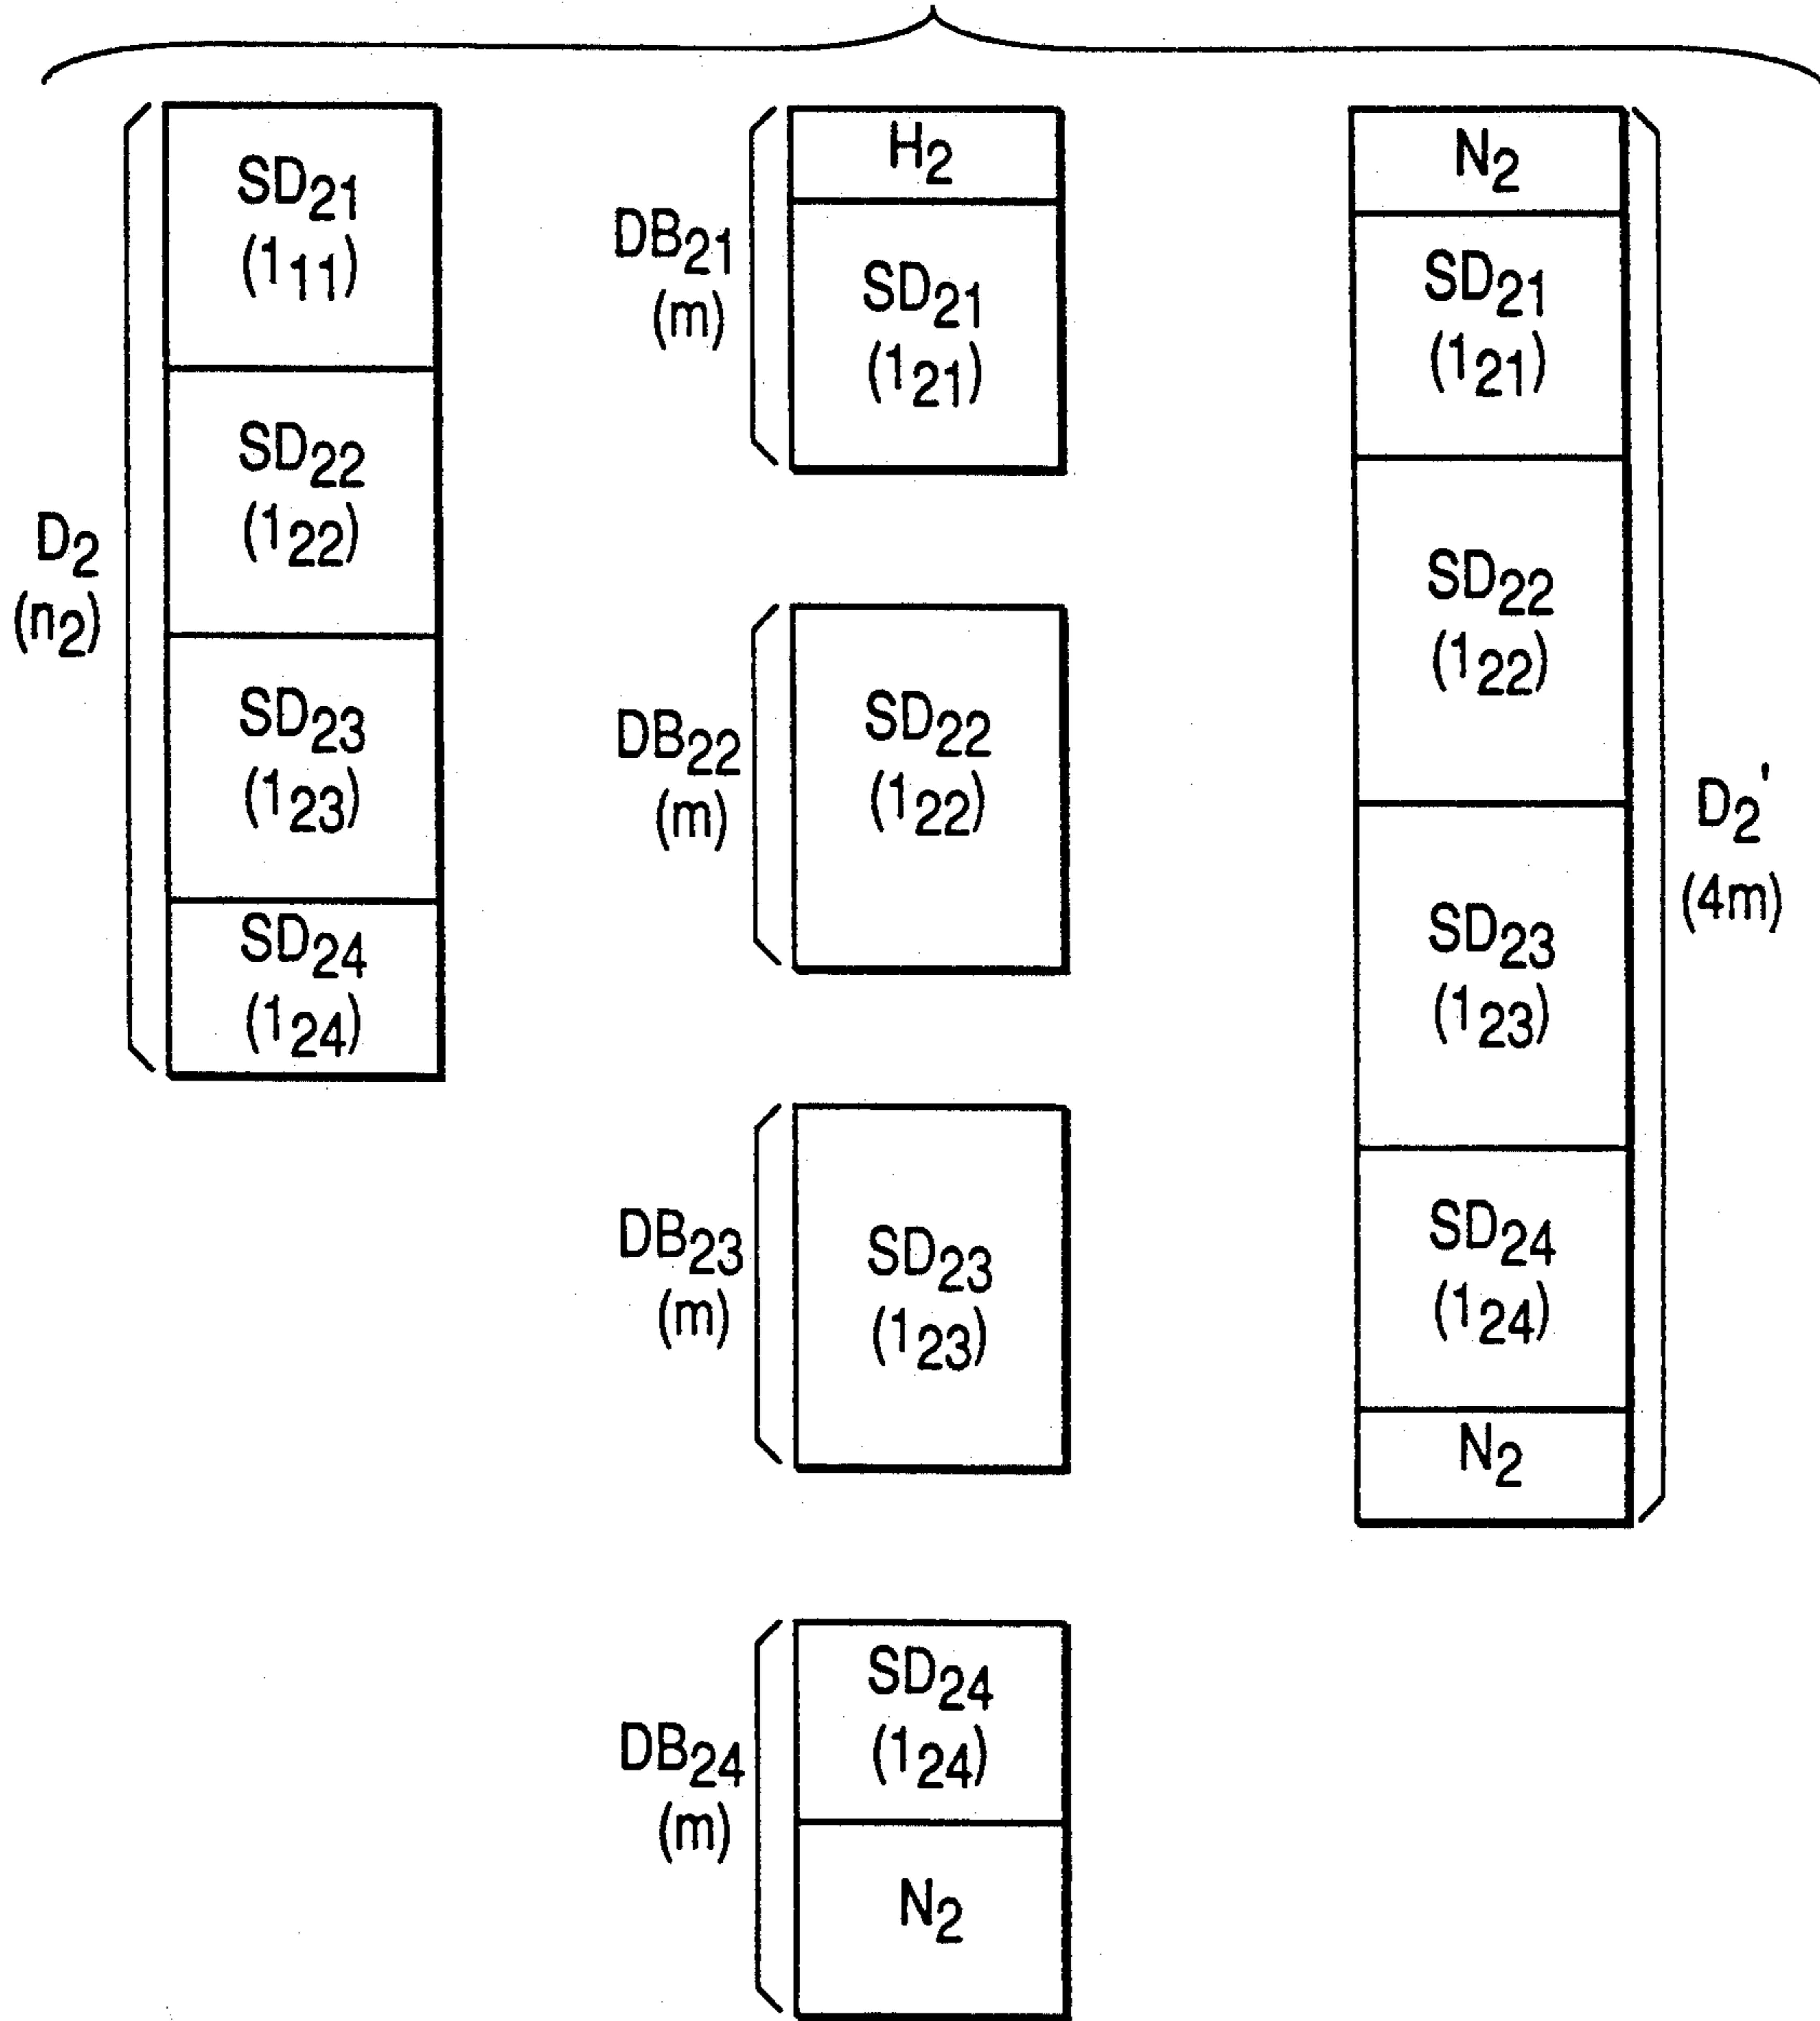 D2
(n2)
SD21
(111)
SD22
(122)
SD23
(123)
SD24
(124)
DB21
(m)
H2
SD21
(121)
DB22
(m)
SD22
(122)
DB23
(m)
SD23
(123)
DB24
(m)
SD24
(124)
N2
N2
SD21
(121)
SD22
(122)
SD23
(123)
SD24
(124)
N2
D2'
(4m)